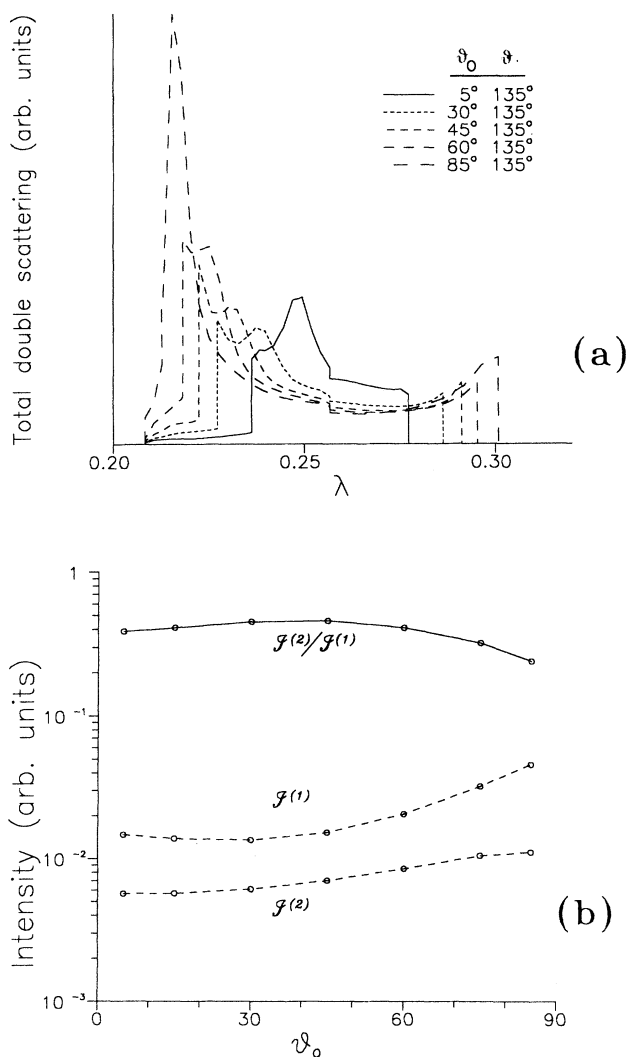 Total double scattering (arb. units)
ϑ₀ ϑ.
5° 135°
30° 135°
45° 135°
60° 135°
85° 135°
(a)
0.20 0.25 0.30
λ
Intensity (arb. units)
1
10⁻¹
10⁻²
10⁻³
𝒥⁽²⁾/𝒥⁽¹⁾
𝒥⁽¹⁾
𝒥⁽²⁾
(b)
0 30 60 90
ϑ₀